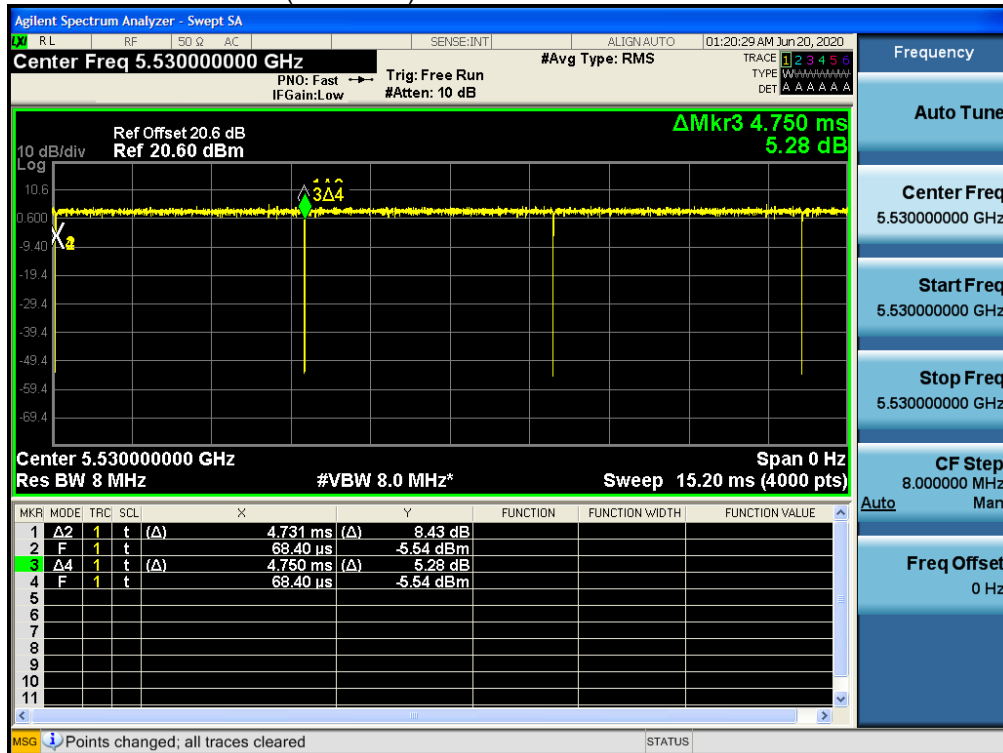 Agilent Spectrum Analyzer - Swept SA
LXI RL RF 50 Ω AC SENSE:INT ALIGN AUTO 01:20:29 AM Jun 20, 2020
Center Freq 5.530000000 GHz #Avg Type: RMS TRACE 1 2 3 4 5 6
PNO: Fast Trig: Free Run TYPE W
IFGain:Low #Atten: 10 dB DET A A A A A A
Ref Offset 20.6 dB ΔMkr3 4.750 ms
10 dB/div Ref 20.60 dBm 5.28 dB
Log
10.6
3Δ4
0.600
-9.40
-19.4
-29.4
-39.4
-49.4
-59.4
-69.4
Center 5.530000000 GHz Span 0 Hz
Res BW 8 MHz #VBW 8.0 MHz* Sweep 15.20 ms (4000 pts)
MKR MODE TRC SCL X Y FUNCTION FUNCTION WIDTH FUNCTION VALUE
1 Δ2 1 t (Δ) 4.731 ms (Δ) 8.43 dB
2 F 1 t 68.40 µs -5.54 dBm
3 Δ4 1 t (Δ) 4.750 ms (Δ) 5.28 dB
4 F 1 t 68.40 µs -5.54 dBm
5
6
7
8
9
10
11
MSG Points changed; all traces cleared STATUS
Frequency
Auto Tune
Center Freq
5.530000000 GHz
Start Freq
5.530000000 GHz
Stop Freq
5.530000000 GHz
CF Step
8.000000 MHz
Auto Man
Freq Offset
0 Hz